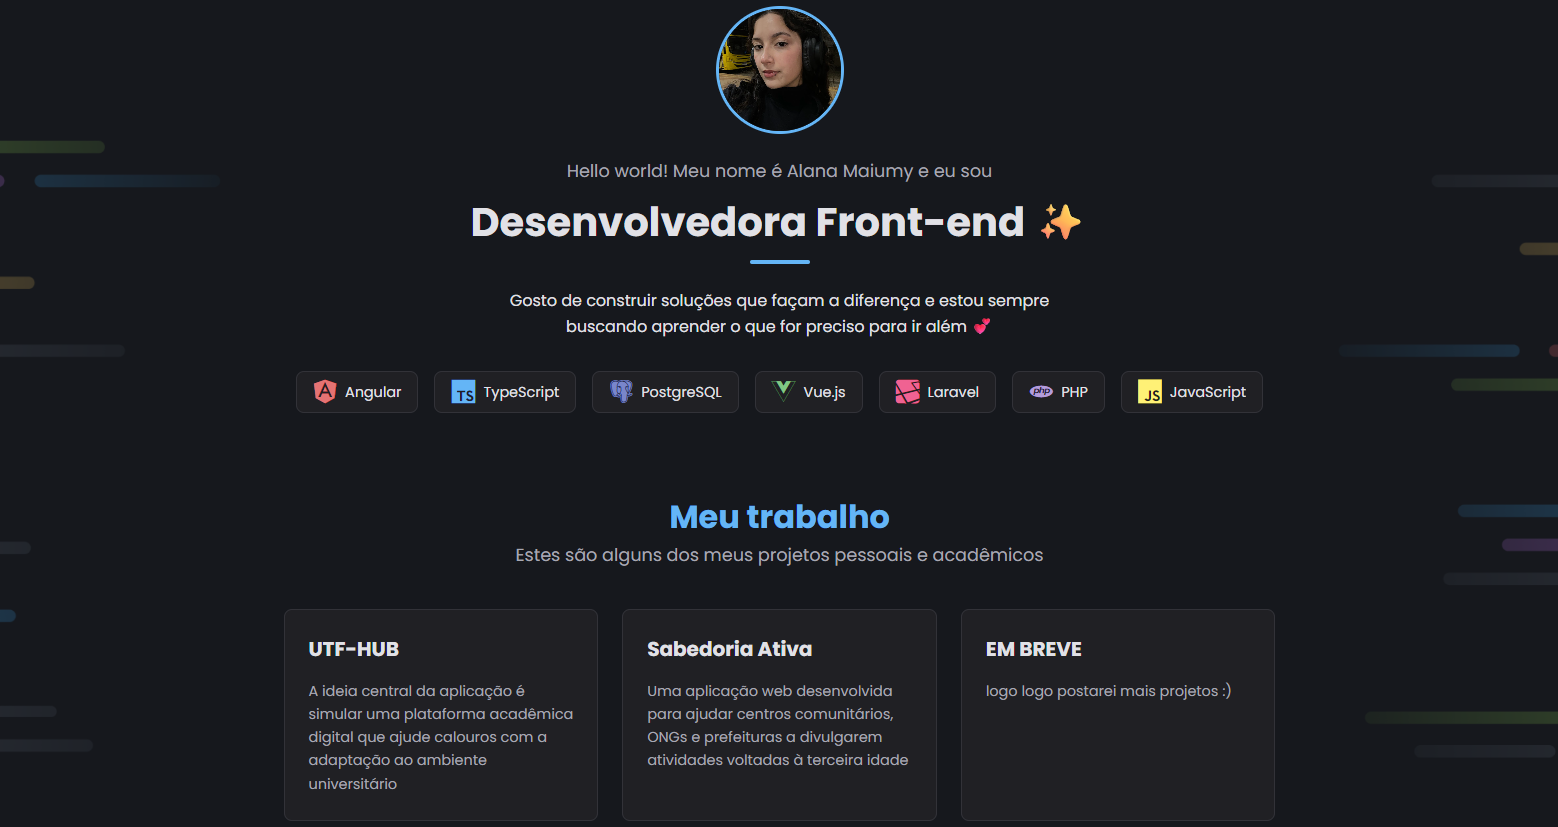 Hello world! Meu nome é Alana Maiumy e eu sou
Desenvolvedora Front-end ✨
Gosto de construir soluções que façam a diferença e estou sempre
buscando aprender o que for preciso para ir além 💕
Angular
TS TypeScript
PostgreSQL
Vue.js
Laravel
php PHP
JS JavaScript
Meu trabalho
Estes são alguns dos meus projetos pessoais e acadêmicos
UTF-HUB
A ideia central da aplicação é
simular uma plataforma acadêmica
digital que ajude calouros com a
adaptação ao ambiente
universitário
Sabedoria Ativa
Uma aplicação web desenvolvida
para ajudar centros comunitários,
ONGs e prefeituras a divulgarem
atividades voltadas à terceira idade
EM BREVE
logo logo postarei mais projetos :)